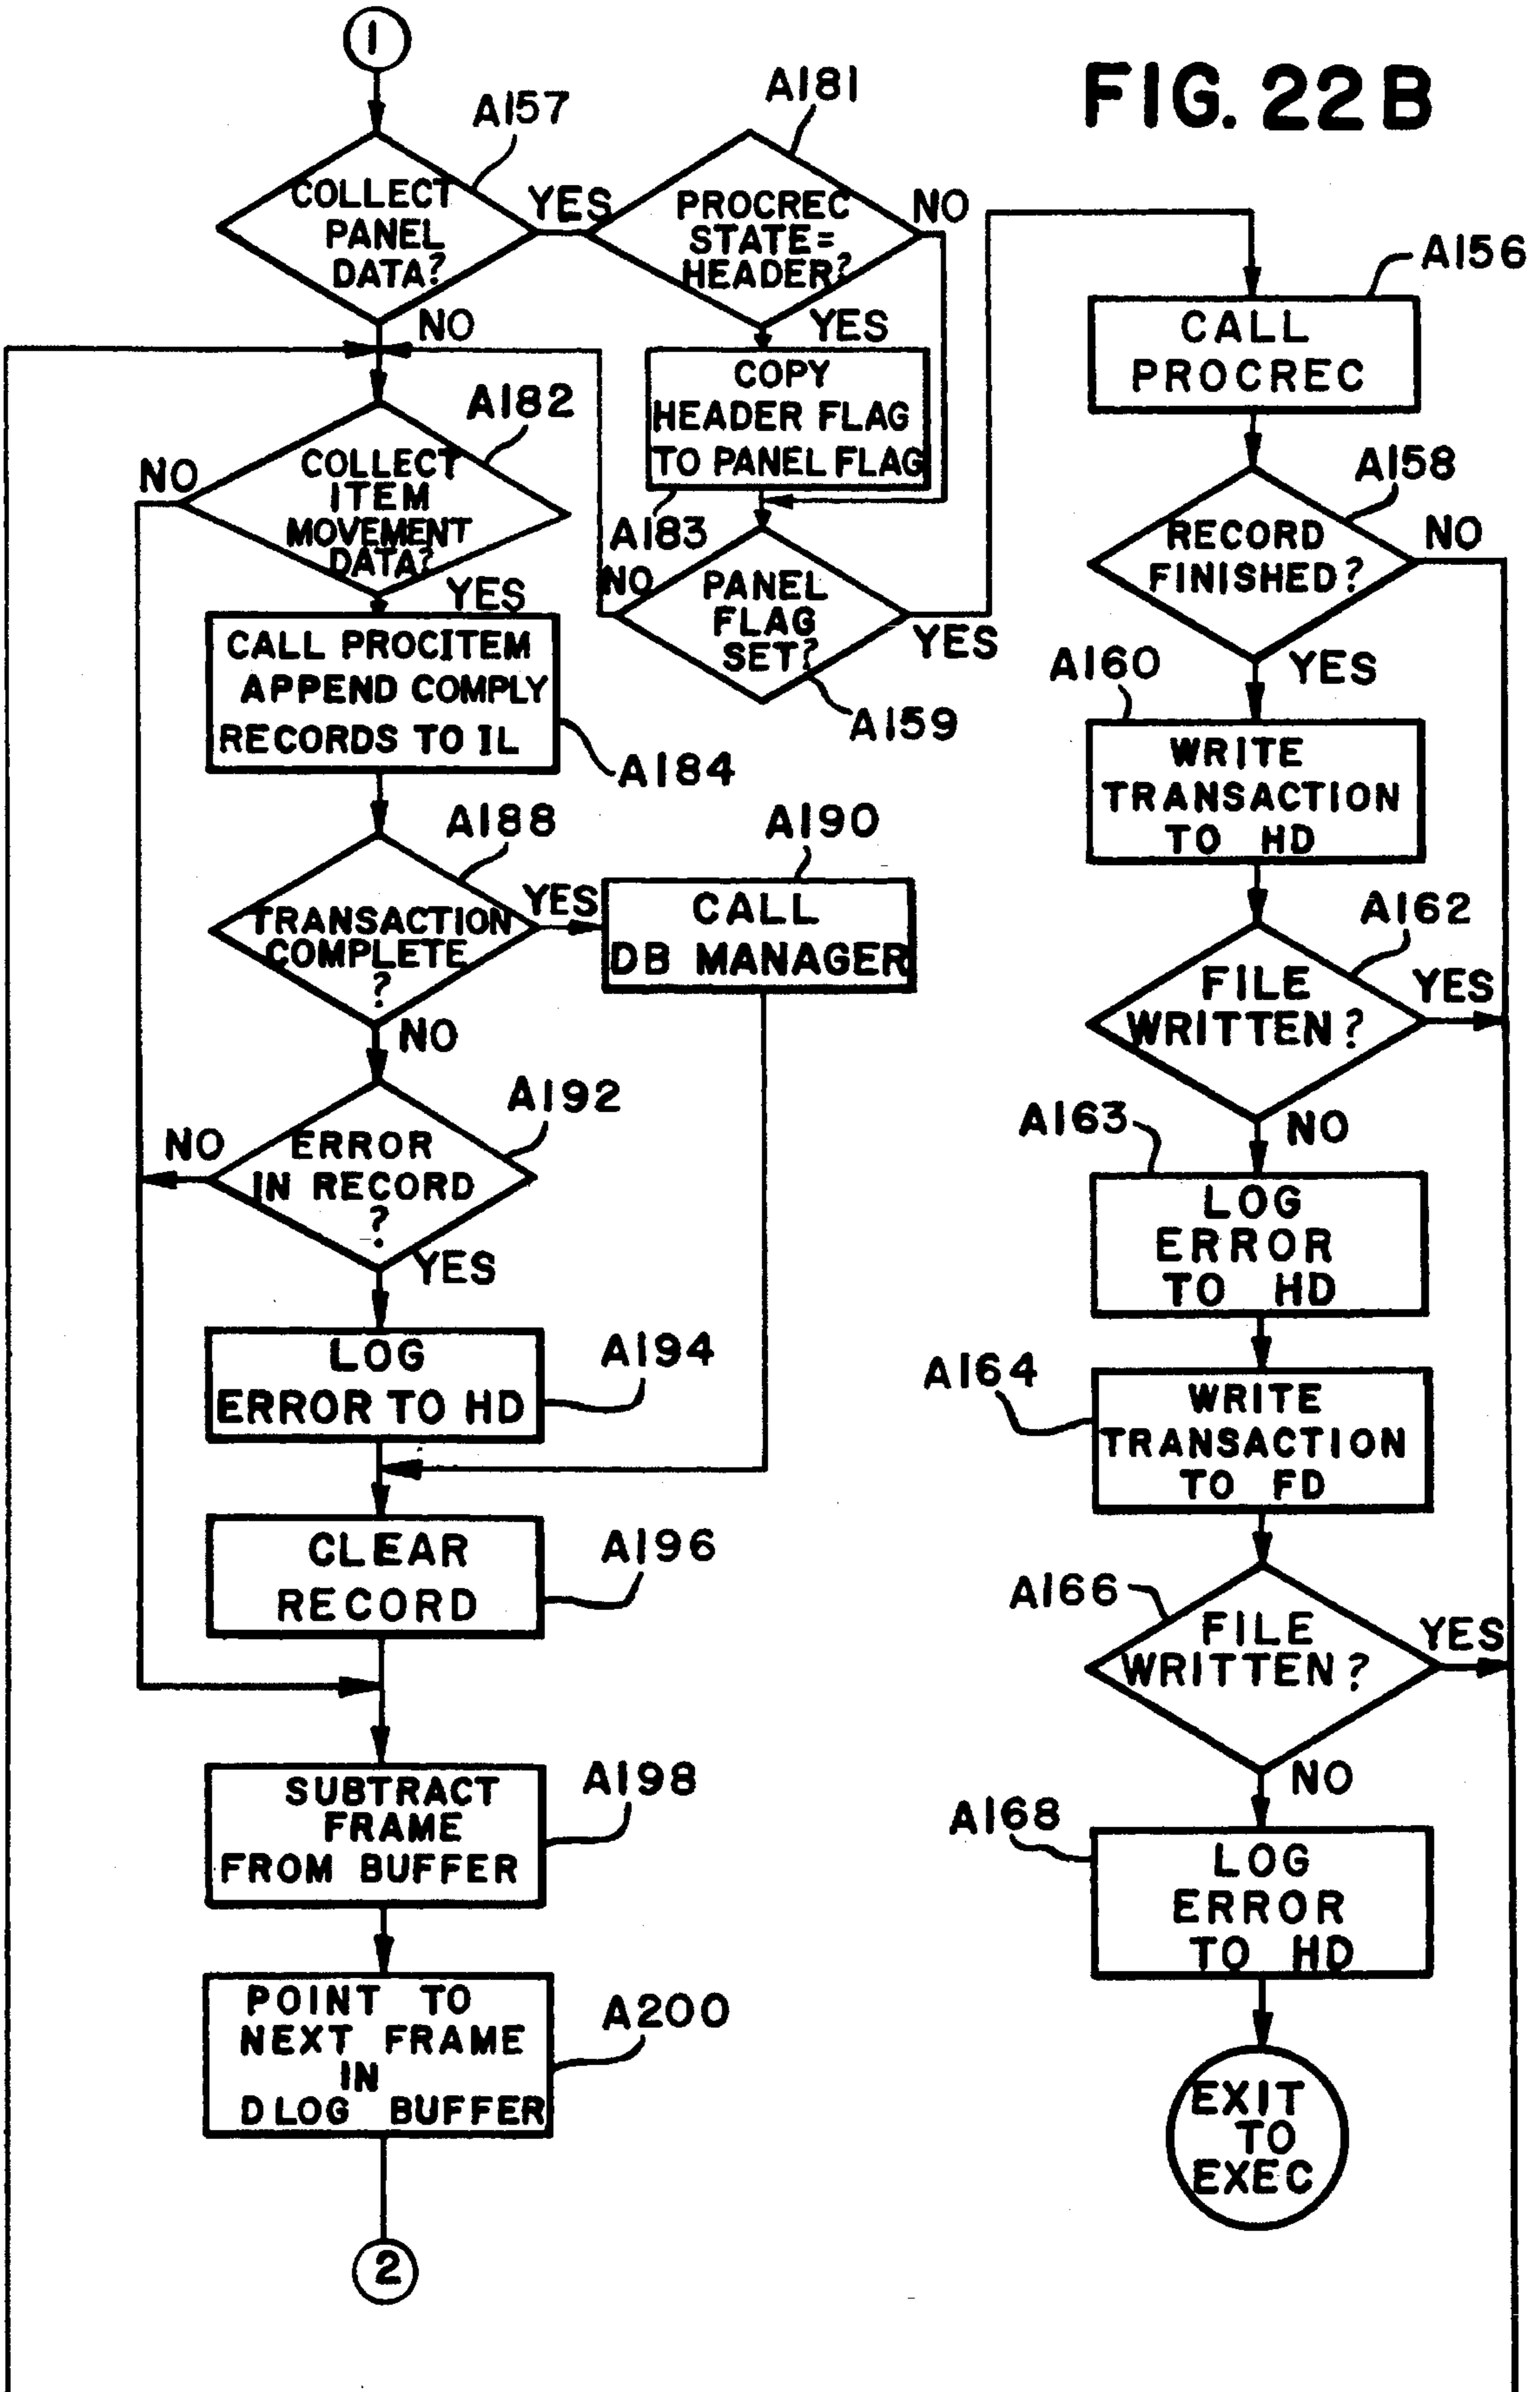 1
FIG. 22B
A157
COLLECT
PANEL
DATA?
YES
NO
A181
PROCREC
STATE=
HEADER?
NO
YES
COPY
HEADER FLAG
TO PANEL FLAG
A183
PANEL
FLAG
SET?
NO
YES
A159
A182
COLLECT
ITEM
MOVEMENT
DATA?
NO
YES
CALL PROCITEM
APPEND COMPLY
RECORDS TO IL
A184
A188
TRANSACTION
COMPLETE
?
YES
NO
A190
CALL
DB MANAGER
A192
ERROR
IN RECORD
?
NO
YES
LOG
ERROR TO HD
A194
CLEAR
RECORD
A196
SUBTRACT
FRAME
FROM BUFFER
A198
POINT TO
NEXT FRAME
IN
DLOG BUFFER
A200
2
A156
CALL
PROCREC
A158
RECORD
FINISHED?
NO
YES
A160
WRITE
TRANSACTION
TO HD
A162
FILE
WRITTEN?
YES
NO
A163
LOG
ERROR
TO HD
A164
WRITE
TRANSACTION
TO FD
A166
FILE
WRITTEN?
YES
NO
A168
LOG
ERROR
TO HD
EXIT
TO
EXEC